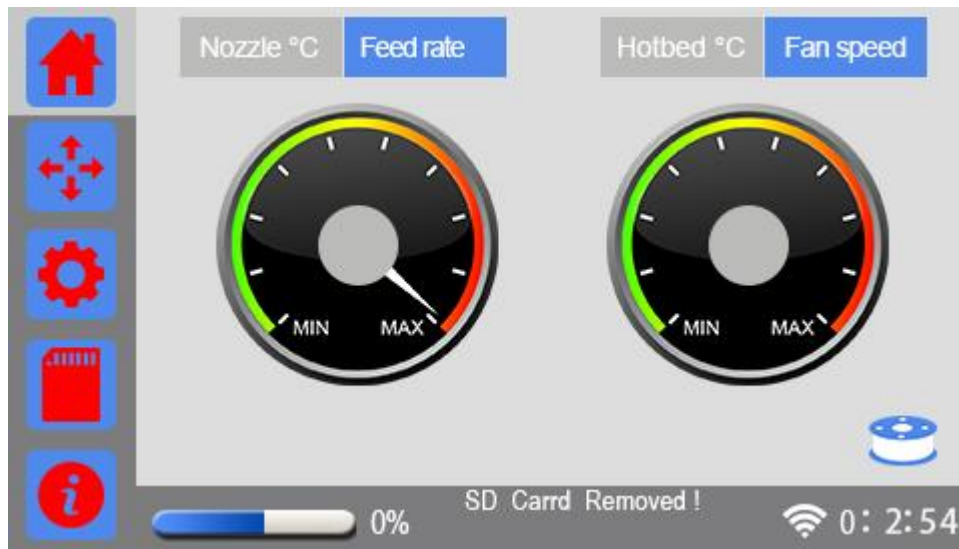 Nozzle °C Feed rate Hotbed °C Fan speed
MIN MAX MIN MAX
i
SD Carrd Removed !
0% 0: 2:54